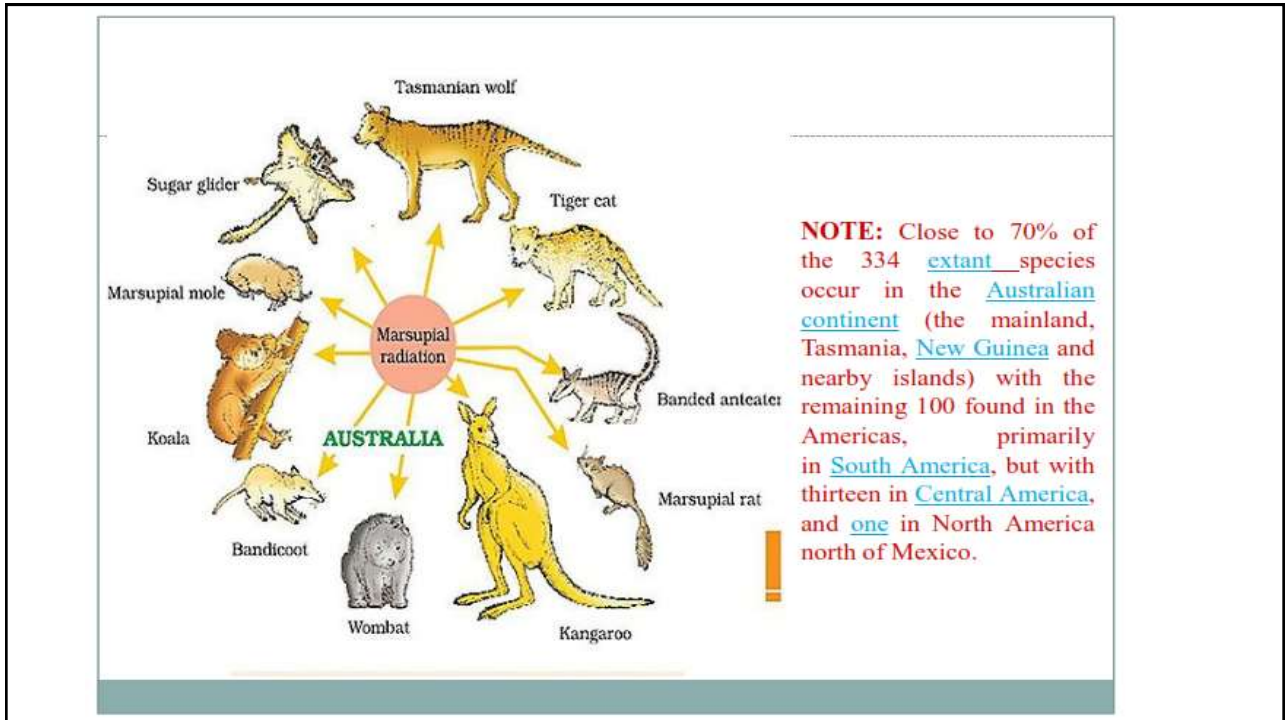 Tasmanian wolf
Sugar glider
Tiger cat
Marsupial mole
Marsupial
radiation
Banded anteater
Koala
AUSTRALIA
Marsupial rat
Bandicoot
Wombat
Kangaroo
NOTE: Close to 70% of
the 334 extant species
occur in the Australian
continent (the mainland,
Tasmania, New Guinea and
nearby islands) with the
remaining 100 found in the
Americas, primarily
in South America, but with
thirteen in Central America,
and one in North America
north of Mexico.